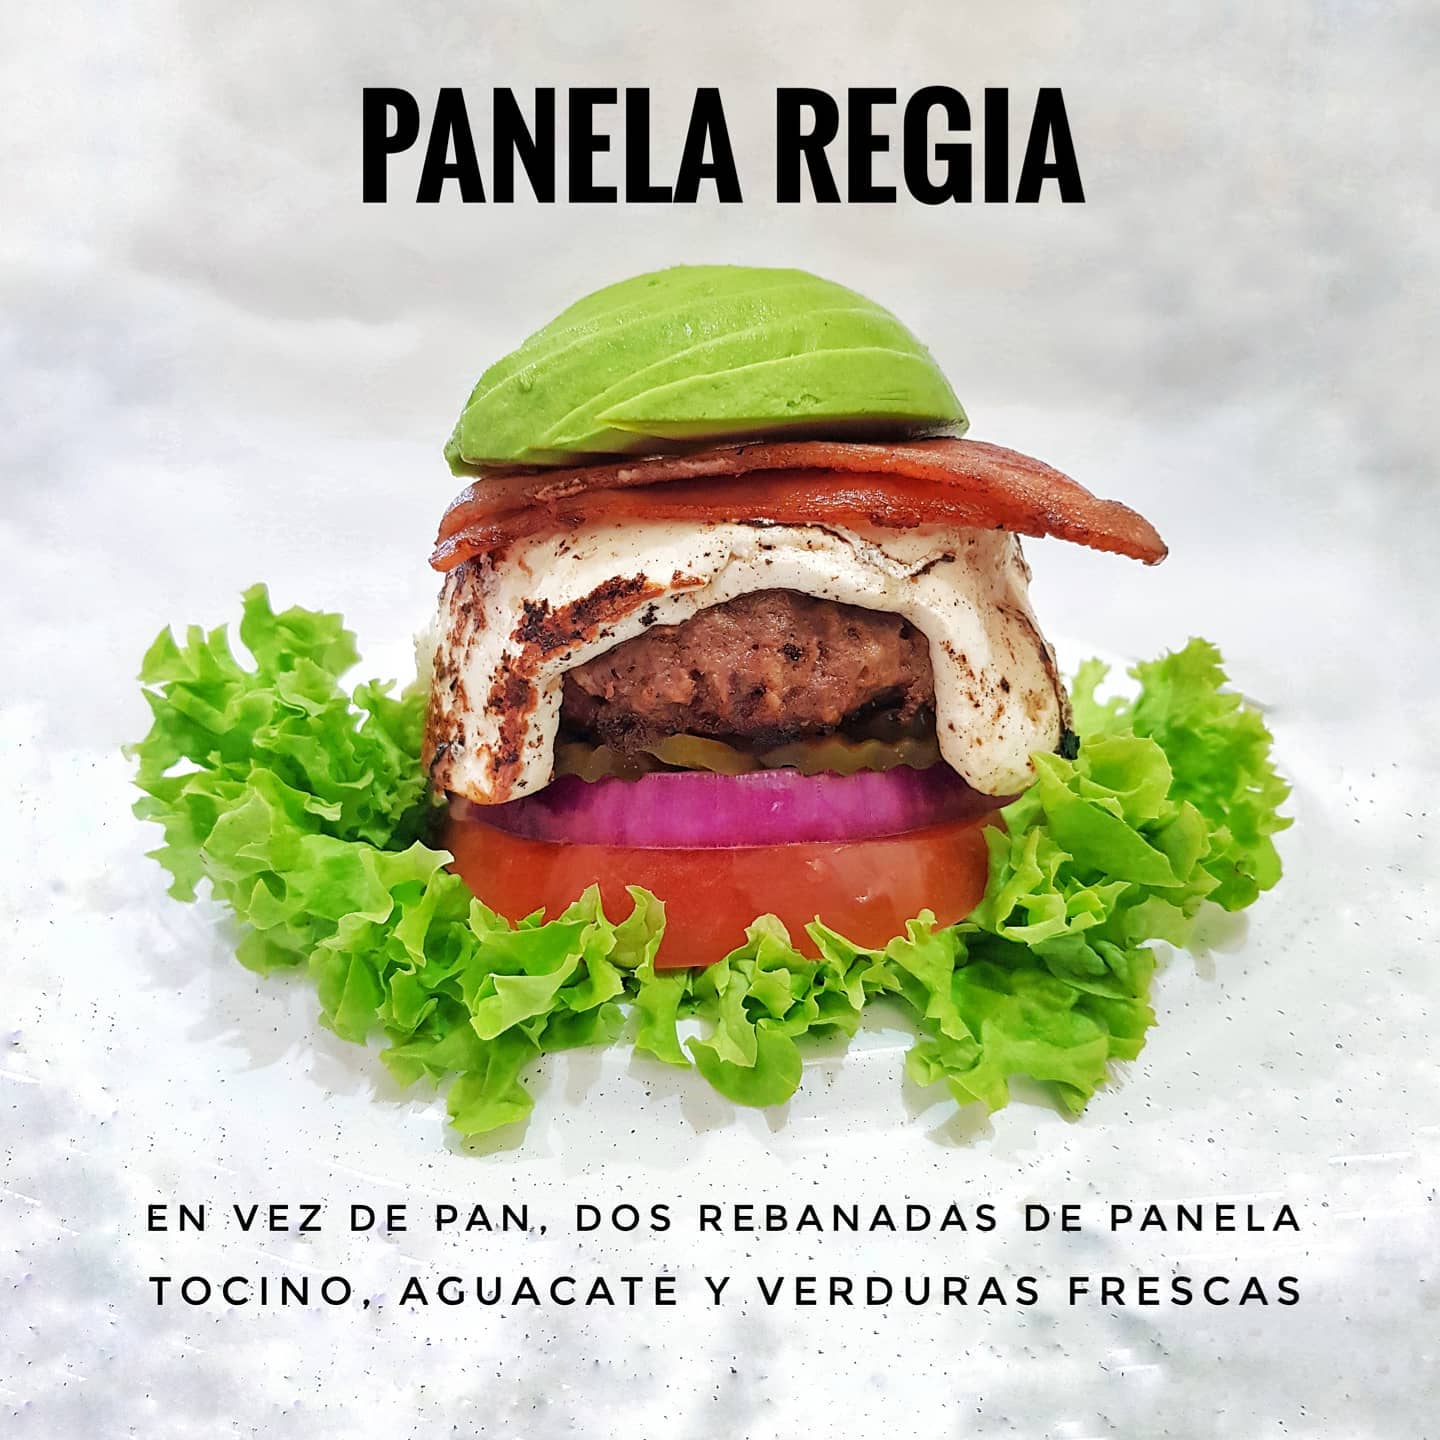 PANELA REGIA
EN VEZ DE PAN, DOS REBANADAS DE PANELA
TOCINO, AGUACATE Y VERDURAS FRESCAS